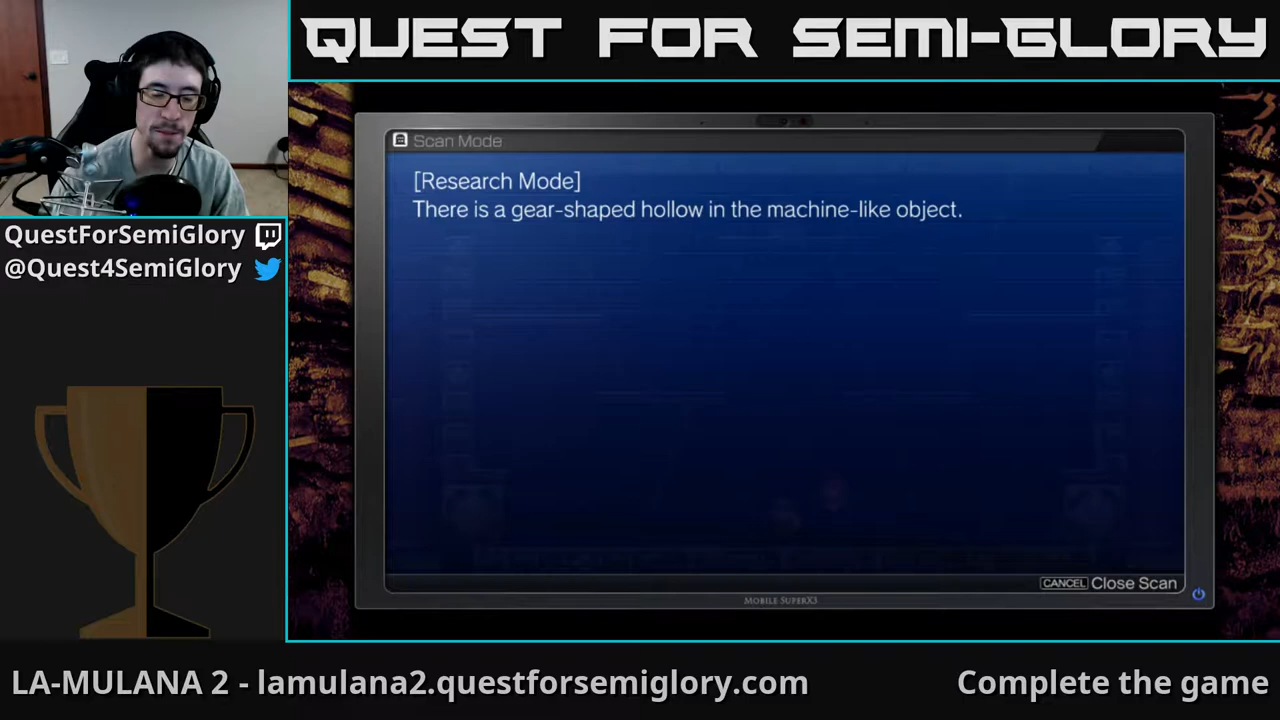 QUEST FOR SEMI-GLORY
QuestForSemiGlory
@Quest4SemiGlory
Scan Mode
[Research Mode]
There is a gear-shaped hollow in the machine-like object.
CANCEL Close Scan
MOBILE SUPERX3
LA-MULANA 2 - lamulana2.questforsemiglory.com
Complete the game